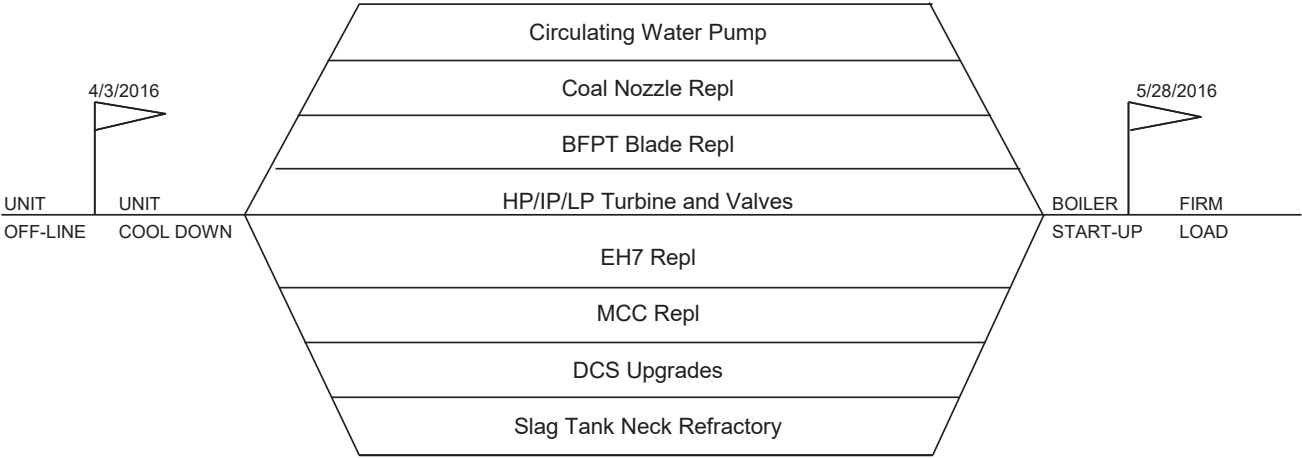 Circulating Water Pump
Coal Nozzle Repl
4/3/2016
5/28/2016
BFPT Blade Repl
HP/IP/LP Turbine and Valves
UNIT
UNIT
BOILER
FIRM
OFF-LINE
COOL DOWN
START-UP
LOAD
EH7 Repl
MCC Repl
DCS Upgrades
Slag Tank Neck Refractory